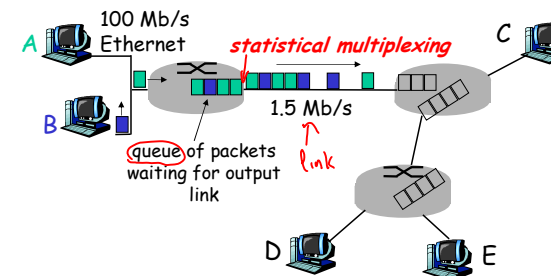 A
100 Mb/s
Ethernet
statistical multiplexing
C
B
1.5 Mb/s
queue of packets
waiting for output
link
link
D
E